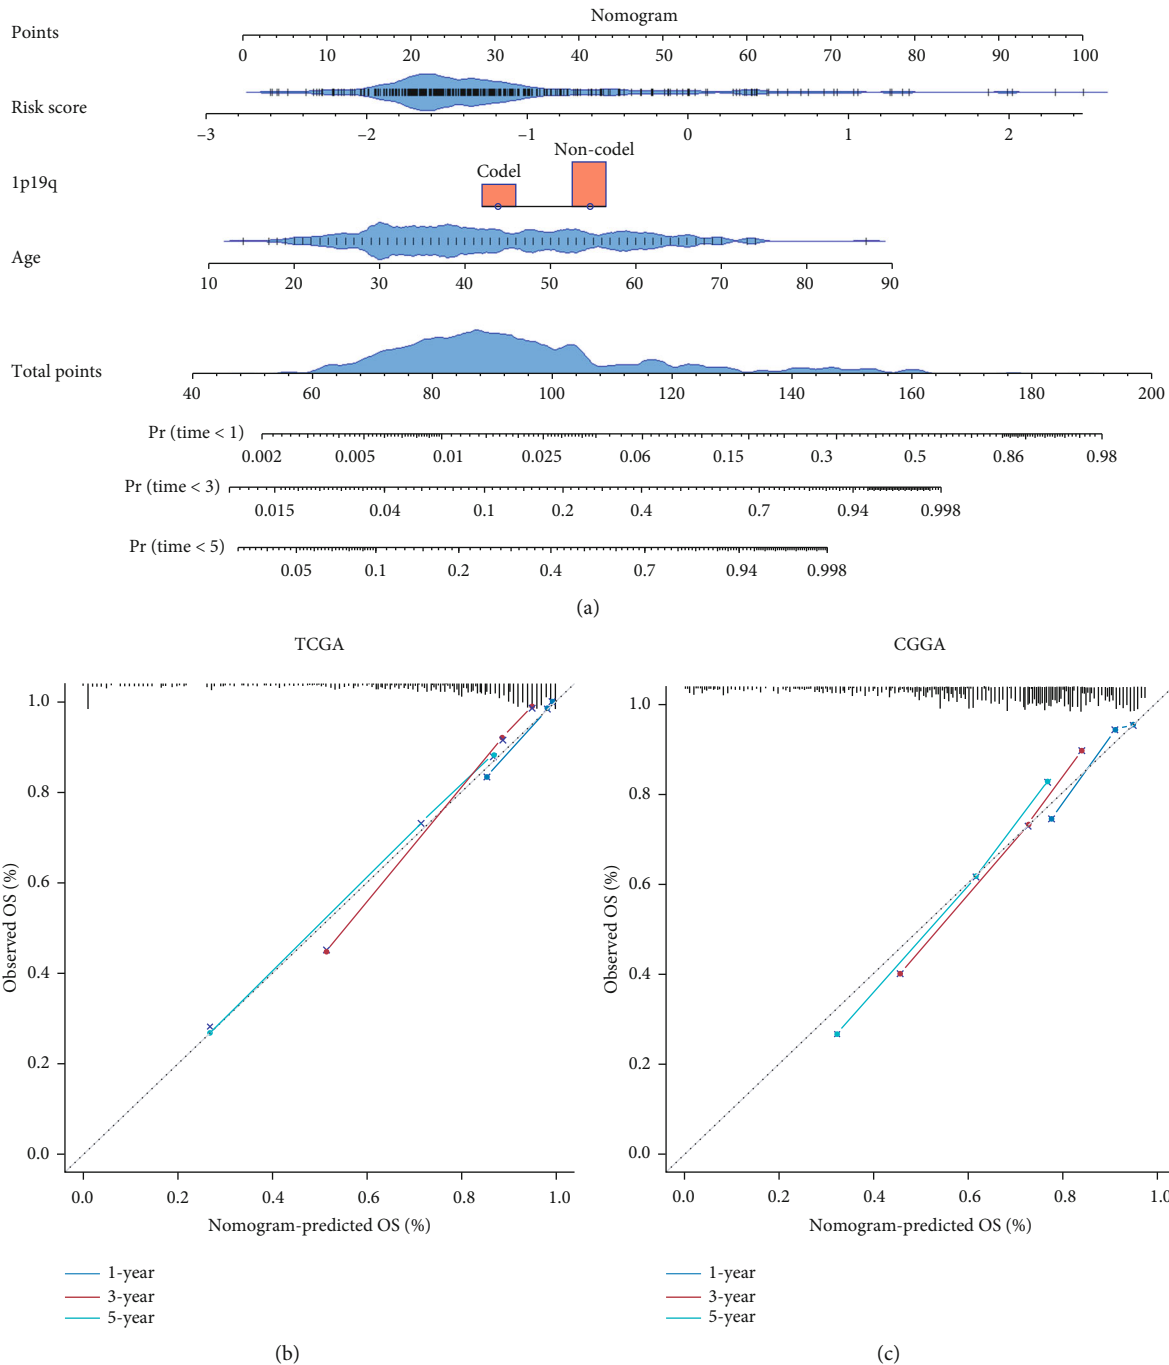 Nomogram
Points
0 10 20 30 40 50 60 70 80 90 100
Risk score
−3 −2 −1 0 1 2
1p19q
Codel Non-codel
Age
10 20 30 40 50 60 70 80 90
Total points
40 60 80 100 120 140 160 180 200
Pr (time < 1)
0.002 0.005 0.01 0.025 0.06 0.15 0.3 0.5 0.86 0.98
Pr (time < 3)
0.015 0.04 0.1 0.2 0.4 0.7 0.94 0.998
Pr (time < 5)
0.05 0.1 0.2 0.4 0.7 0.94 0.998
(a)
TCGA
Observed OS (%)
1.0
0.8
0.6
0.4
0.2
0.0
0.0 0.2 0.4 0.6 0.8 1.0
Nomogram-predicted OS (%)
1-year
3-year
5-year
(b)
CGGA
Observed OS (%)
1.0
0.8
0.6
0.4
0.2
0.0
0.0 0.2 0.4 0.6 0.8 1.0
Nomogram-predicted OS (%)
1-year
3-year
5-year
(c)